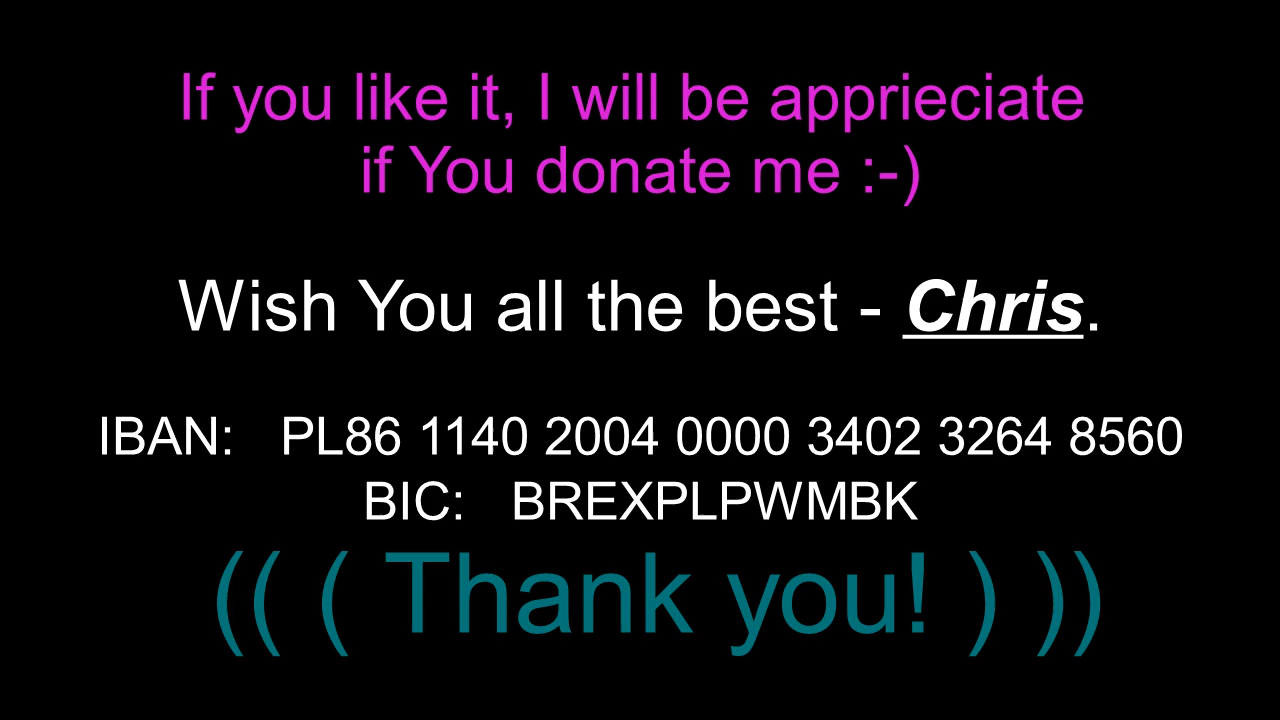 If you like it, I will be apprieciate
if You donate me :-)
Wish You all the best - Chris.
IBAN: PL86 1140 2004 0000 3402 3264 8560
BIC: BREXPLPWMBK
(( ( Thank you! ) ))